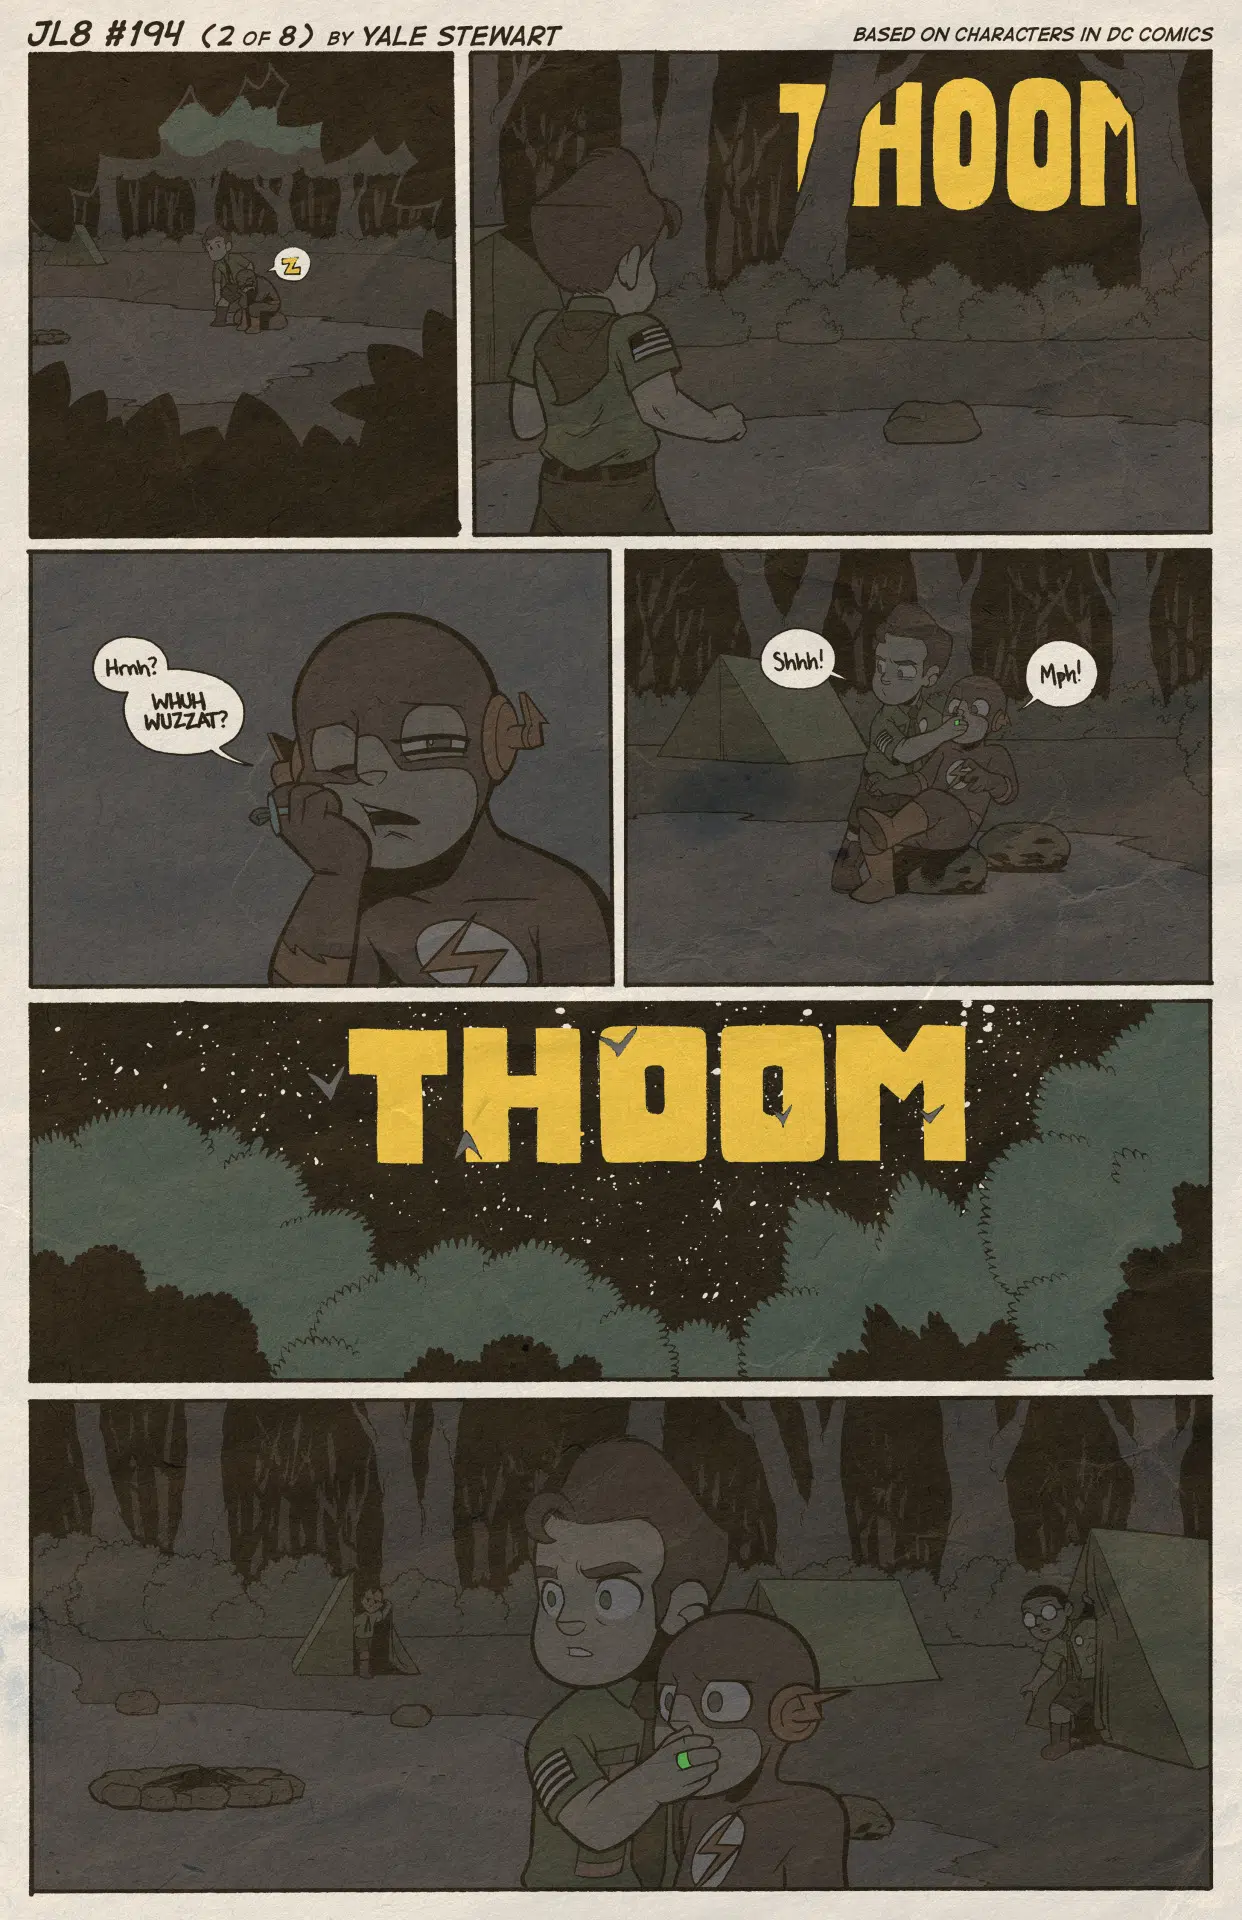 JL8 #194 (2 OF 8) BY YALE STEWART
BASED ON CHARACTERS IN DC COMICS
Z
THOOM
Hmh?
WHUH
WUZZAT?
Shhh!
Mph!
THOOM